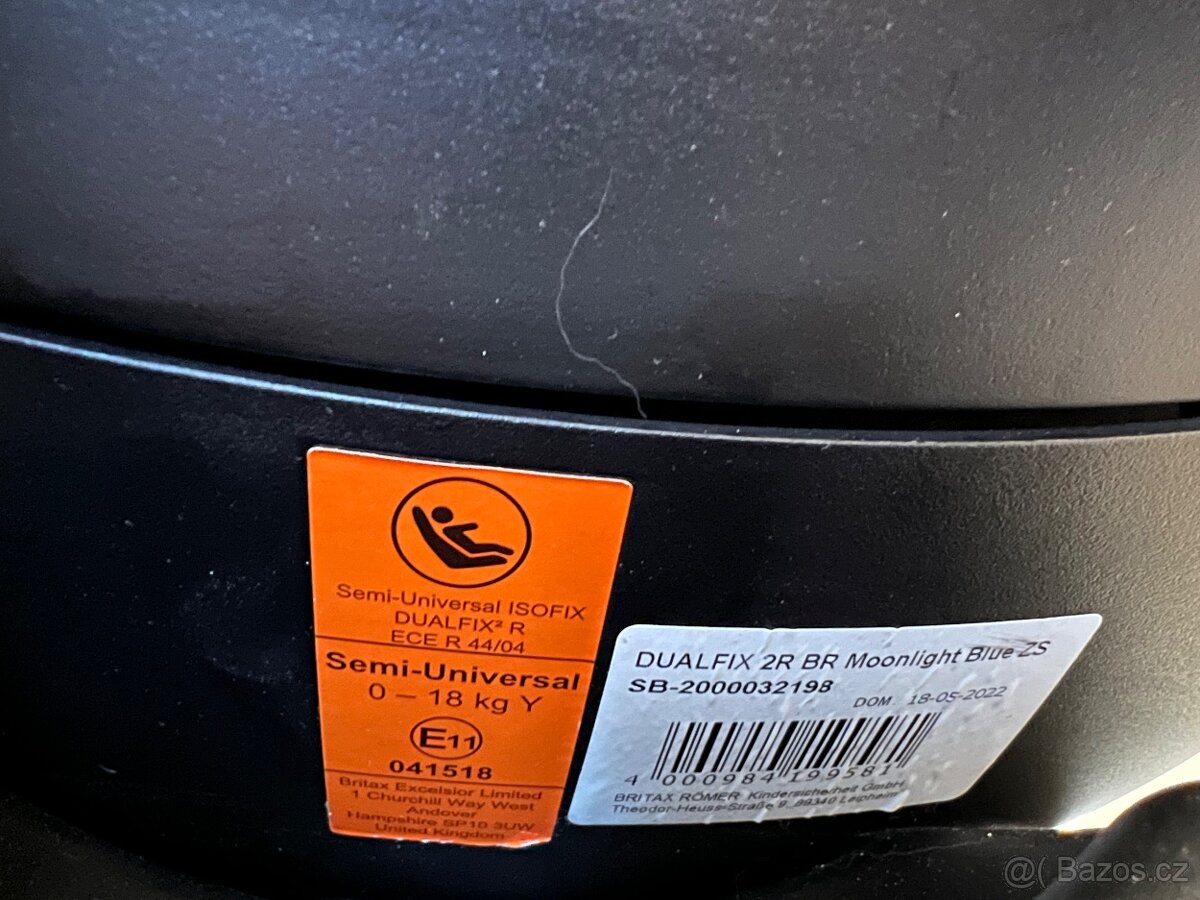 Semi-Universal ISOFIX
DUALFIX² R
ECE R 44/04
Semi-Universal
0 – 18 kg Y
E11
041518
Britax Excelsior Limited
1 Churchill Way West
Andover
Hampshire SP10 3UW
United Kingdom
DUALFIX 2R BR Moonlight Blue ZS
SB-2000032198
DOM. 18-05-2022
4 000984 199581
BRITAX RÖMER Kindersicherheit GmbH
Theodor-Heuss-Straße 9, 89340 Leipheim
@( Bazos.cz